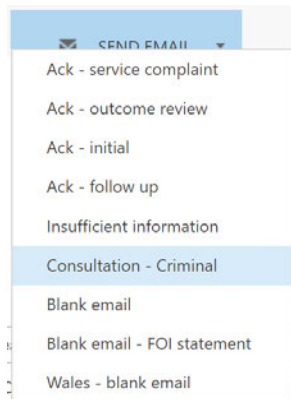 SEND EMAIL
Ack - service complaint
Ack - outcome review
Ack - initial
Ack - follow up
Insufficient information
Consultation - Criminal
Blank email
Blank email - FOI statement
Wales - blank email